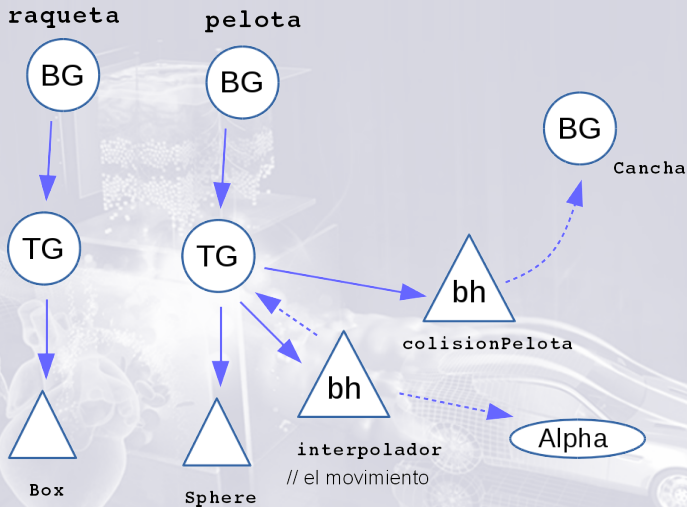 raqueta
pelota
BG
BG
BG
Cancha
TG
TG
bh
colisionPelota
bh
Alpha
interpolador
// el movimiento
Box
Sphere